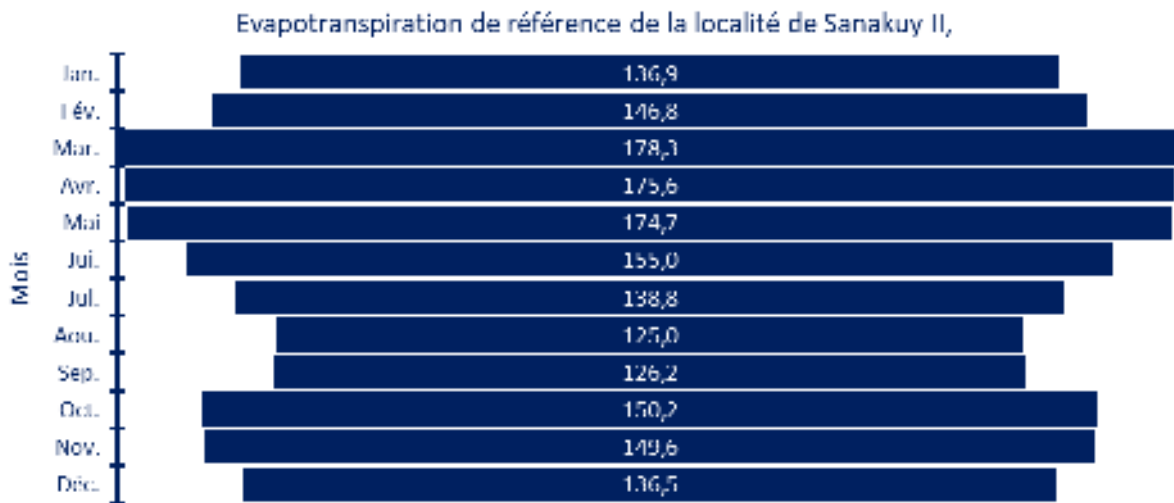 Evapotranspiration de référence de la localité de Sanakuy II,
Jan. 136,9
Fév. 146,8
Mar. 178,3
Avr. 175,6
Mai 174,7
Jui. 155,0
Jul. 138,8
Aou. 125,0
Sep. 126,2
Oct. 150,2
Nov. 149,6
Déc. 136,5
Mois